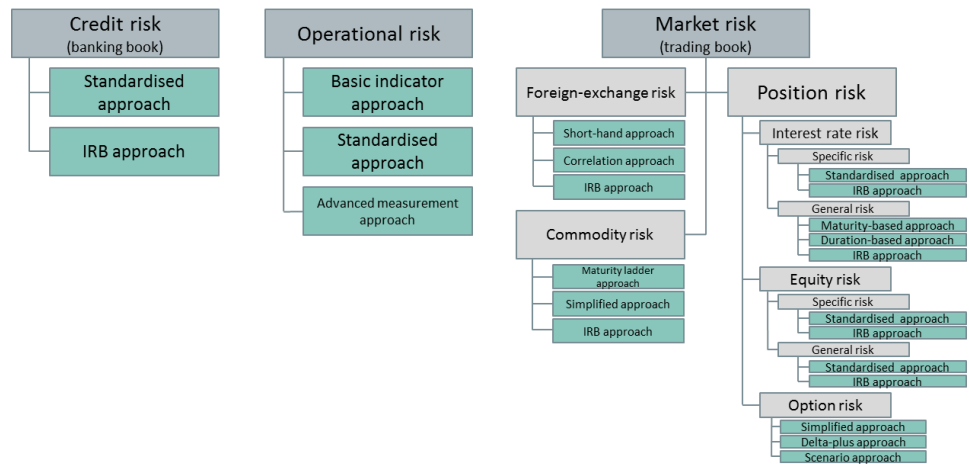 Credit risk
(banking book)
Standardised
approach
IRB approach
Operational risk
Basic indicator
approach
Standardised
approach
Advanced measurement
approach
Market risk
(trading book)
Foreign-exchange risk
Short-hand approach
Correlation approach
IRB approach
Commodity risk
Maturity ladder
approach
Simplified approach
IRB approach
Position risk
Interest rate risk
Specific risk
Standardised approach
IRB approach
General risk
Maturity-based approach
Duration-based approach
IRB approach
Equity risk
Specific risk
Standardised approach
IRB approach
General risk
Standardised approach
IRB approach
Option risk
Simplified approach
Delta-plus approach
Scenario approach